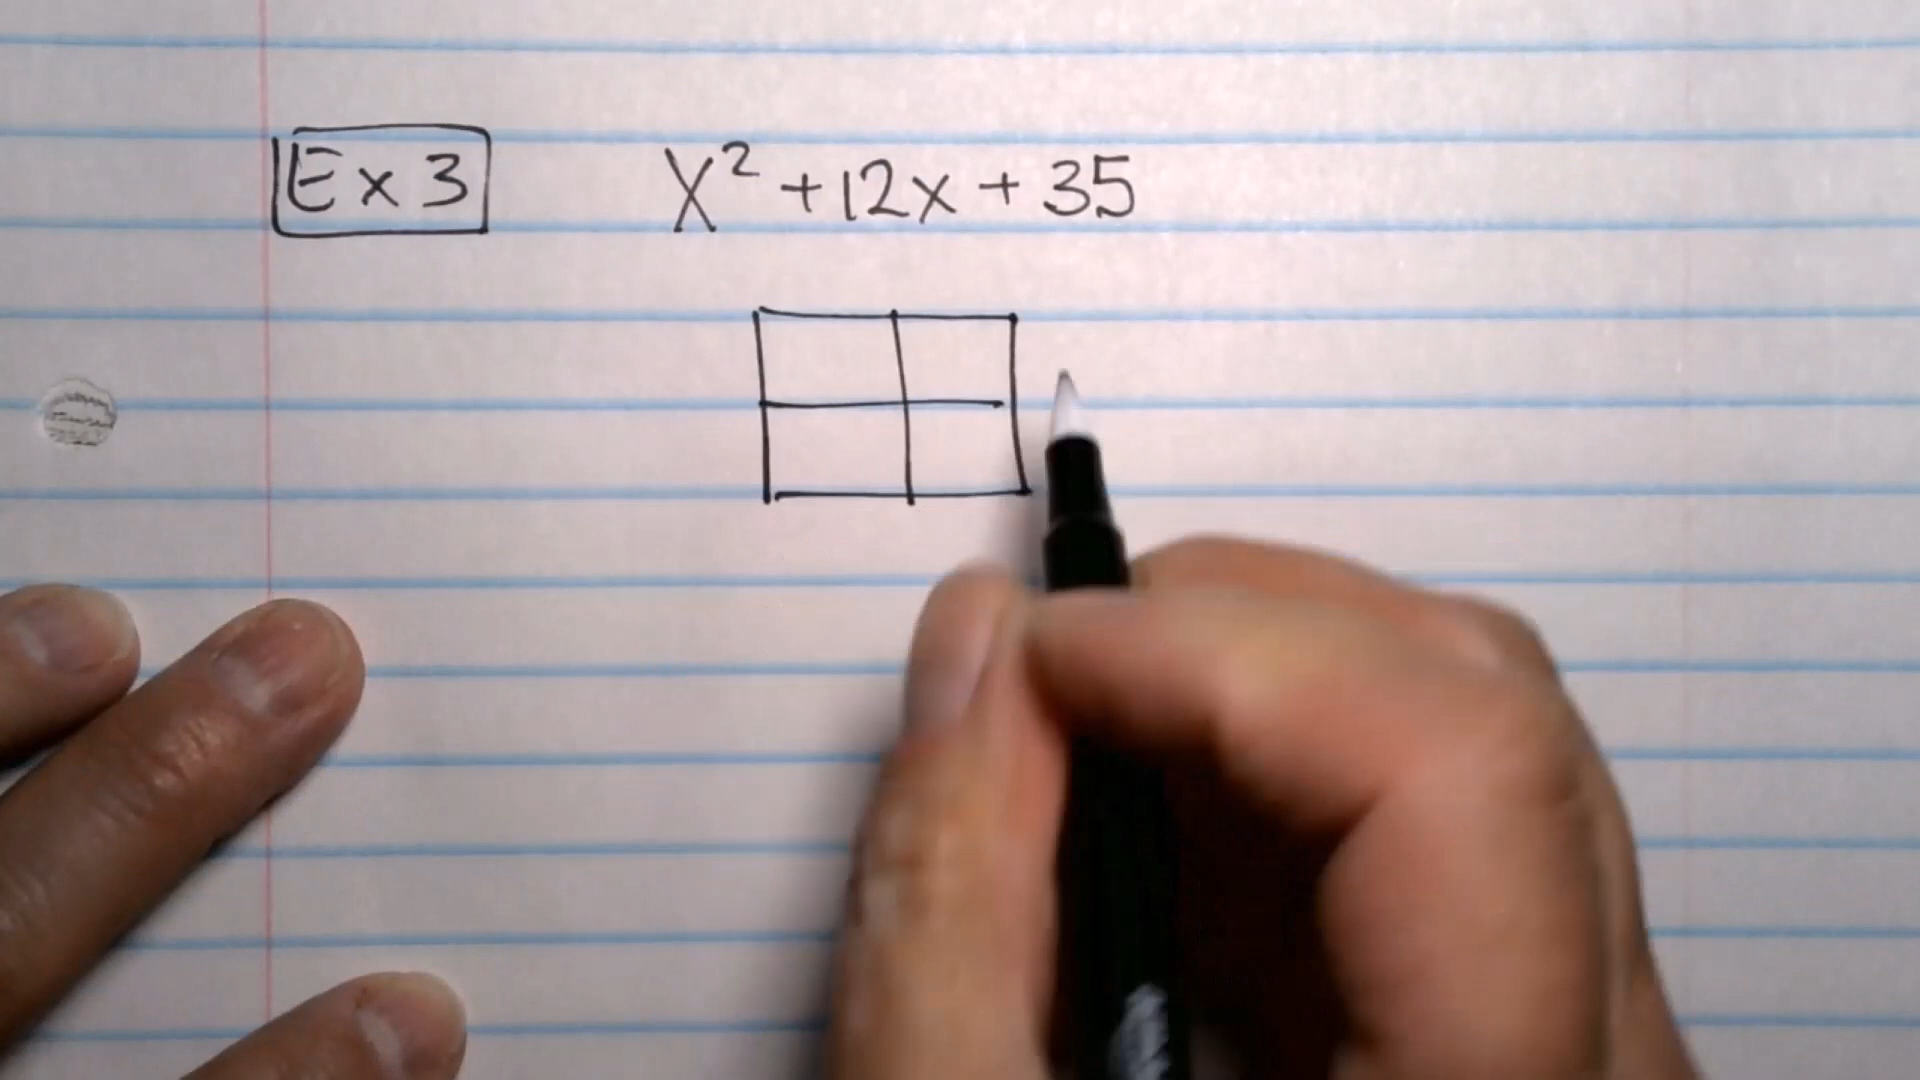 Ex 3 x² + 12x + 35